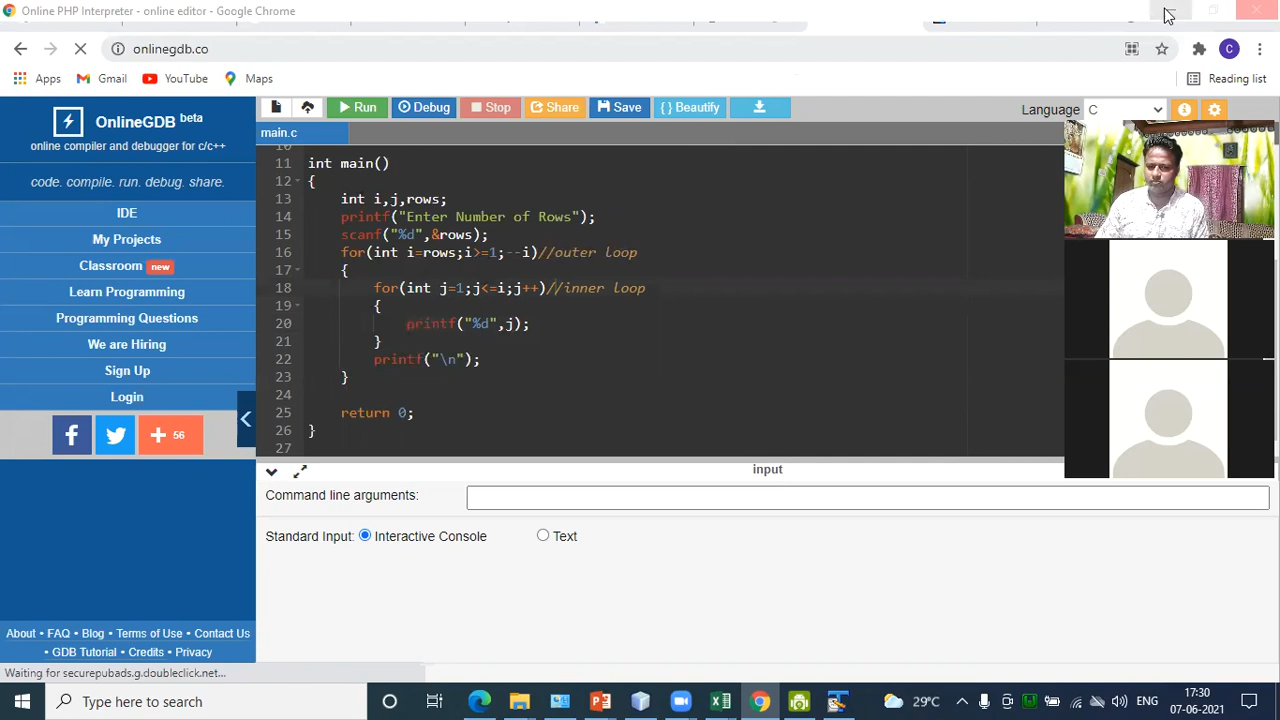 Online PHP Interpreter - online editor - Google Chrome
onlinegdb.co
C
Apps
Gmail
YouTube
Maps
Reading list
OnlineGDB beta
online compiler and debugger for c/c++
code. compile. run. debug. share.
IDE
My Projects
Classroom new
Learn Programming
Programming Questions
We are Hiring
Sign Up
Login
f
+ 56
About • FAQ • Blog • Terms of Use • Contact Us
• GDB Tutorial • Credits • Privacy
Run
Debug
Stop
Share
Save
{ } Beautify
Language C
main.c
10
11 int main()
12 {
13 int i,j,rows;
14 printf("Enter Number of Rows");
15 scanf("%d",&rows);
16 for(int i=rows;i>=1;--i)//outer loop
17 {
18 for(int j=1;j<=i;j++)//inner loop
19 {
20 printf("%d",j);
21 }
22 printf("\n");
23 }
24
25 return 0;
26 }
27
input
Command line arguments:
Standard Input: Interactive Console Text
Waiting for securepubads.g.doubleclick.net...
Type here to search
29°C
ENG
17:30
07-06-2021